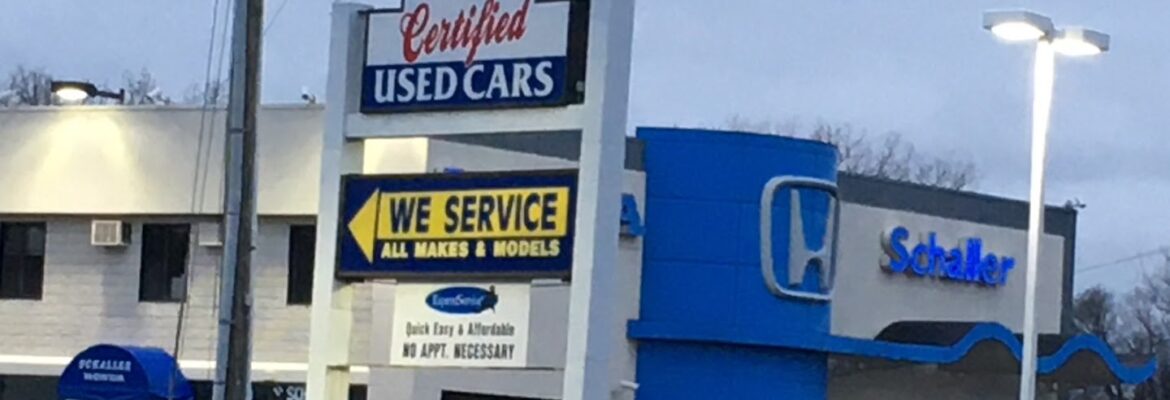 Certified
USED CARS
WE SERVICE
ALL MAKES & MODELS
ExpressService
Quick Easy & Affordable
NO APPT. NECESSARY
A
Schaller
SCHALLER
HONDA